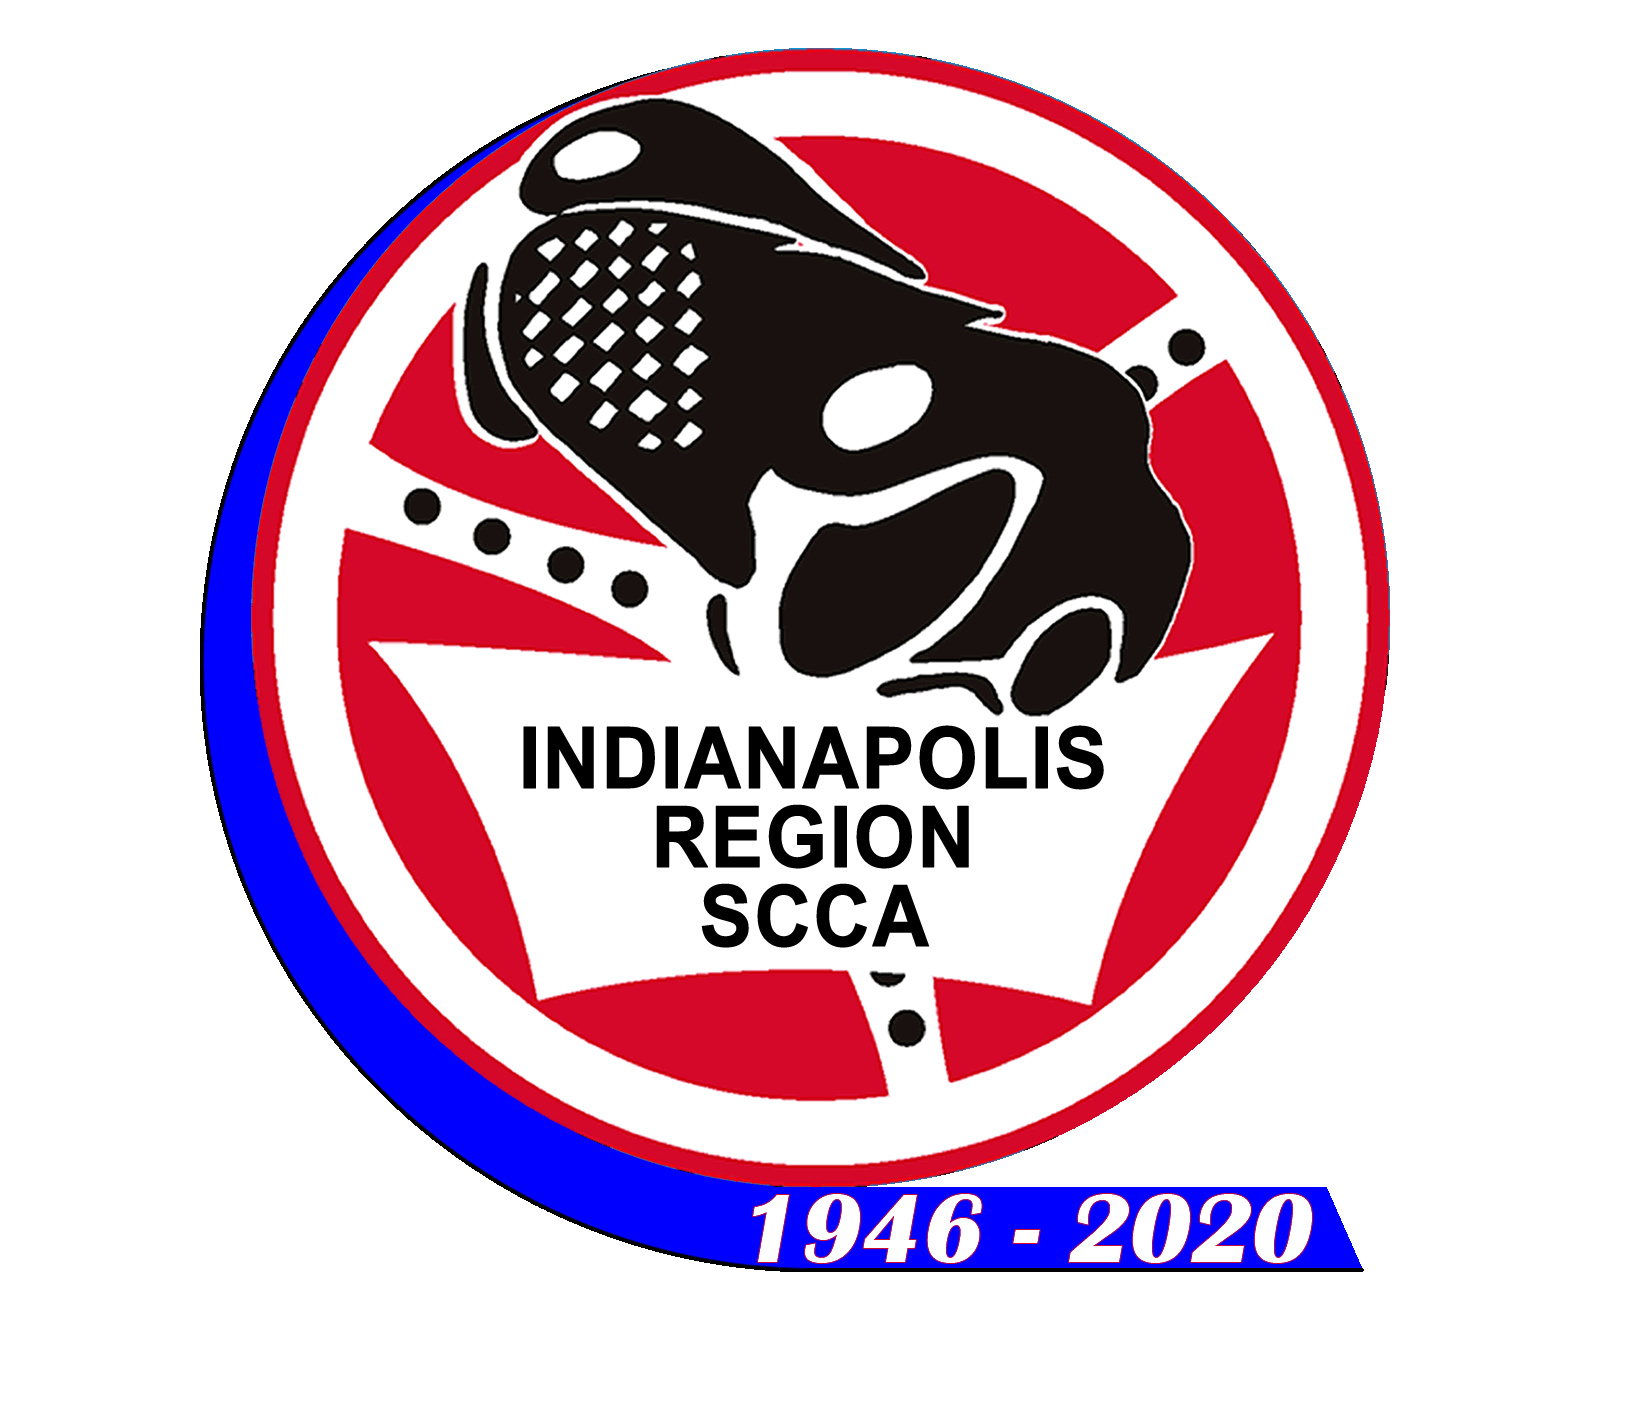 INDIANAPOLIS
REGION
SCCA
1946 - 2020